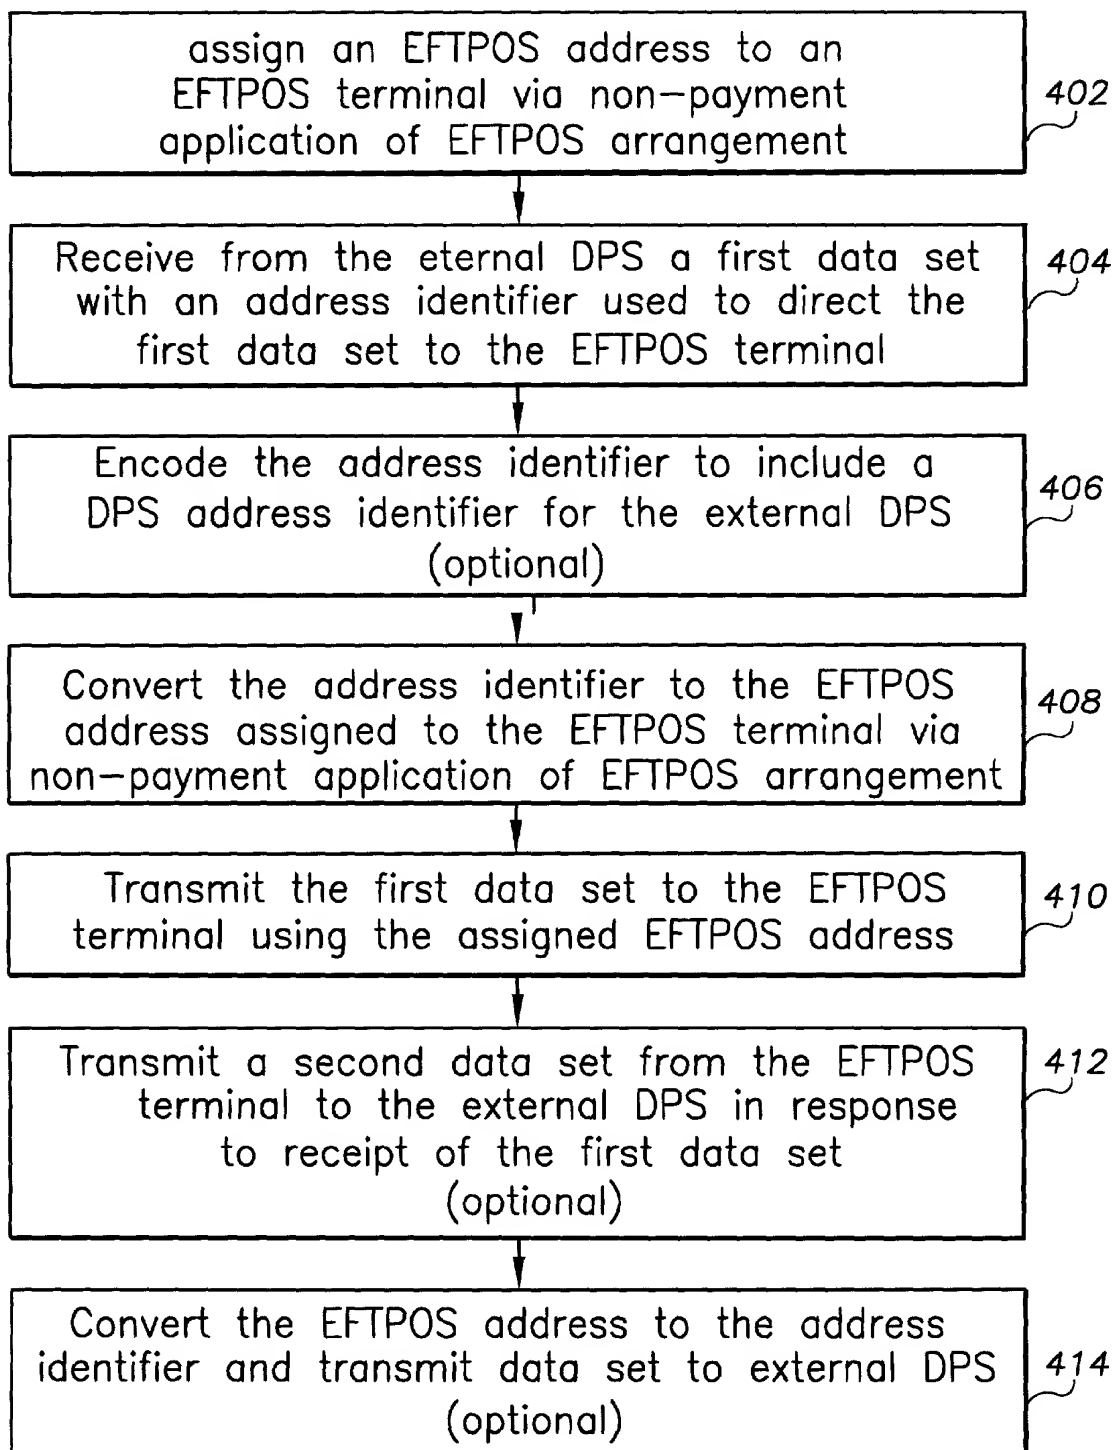 assign an EFTPOS address to an
EFTPOS terminal via non-payment
application of EFTPOS arrangement
402
Receive from the eternal DPS a first data set
with an address identifier used to direct the
first data set to the EFTPOS terminal
404
Encode the address identifier to include a
DPS address identifier for the external DPS
(optional)
406
Convert the address identifier to the EFTPOS
address assigned to the EFTPOS terminal via
non-payment application of EFTPOS arrangement
408
Transmit the first data set to the EFTPOS
terminal using the assigned EFTPOS address
410
Transmit a second data set from the EFTPOS
terminal to the external DPS in response
to receipt of the first data set
(optional)
412
Convert the EFTPOS address to the address
identifier and transmit data set to external DPS
(optional)
414